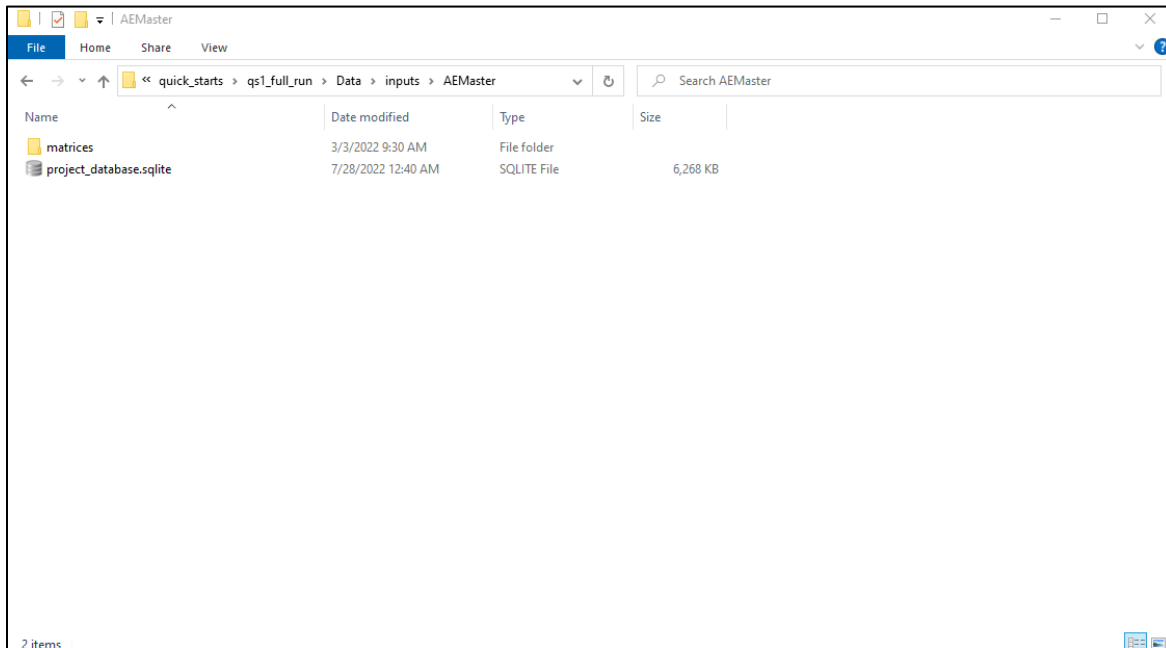 AEMaster
File Home Share View ?
« quick_starts > qs1_full_run > Data > inputs > AEMaster Search AEMaster
Name Date modified Type Size
matrices 3/3/2022 9:30 AM File folder
project_database.sqlite 7/28/2022 12:40 AM SQLITE File 6,268 KB
2 items